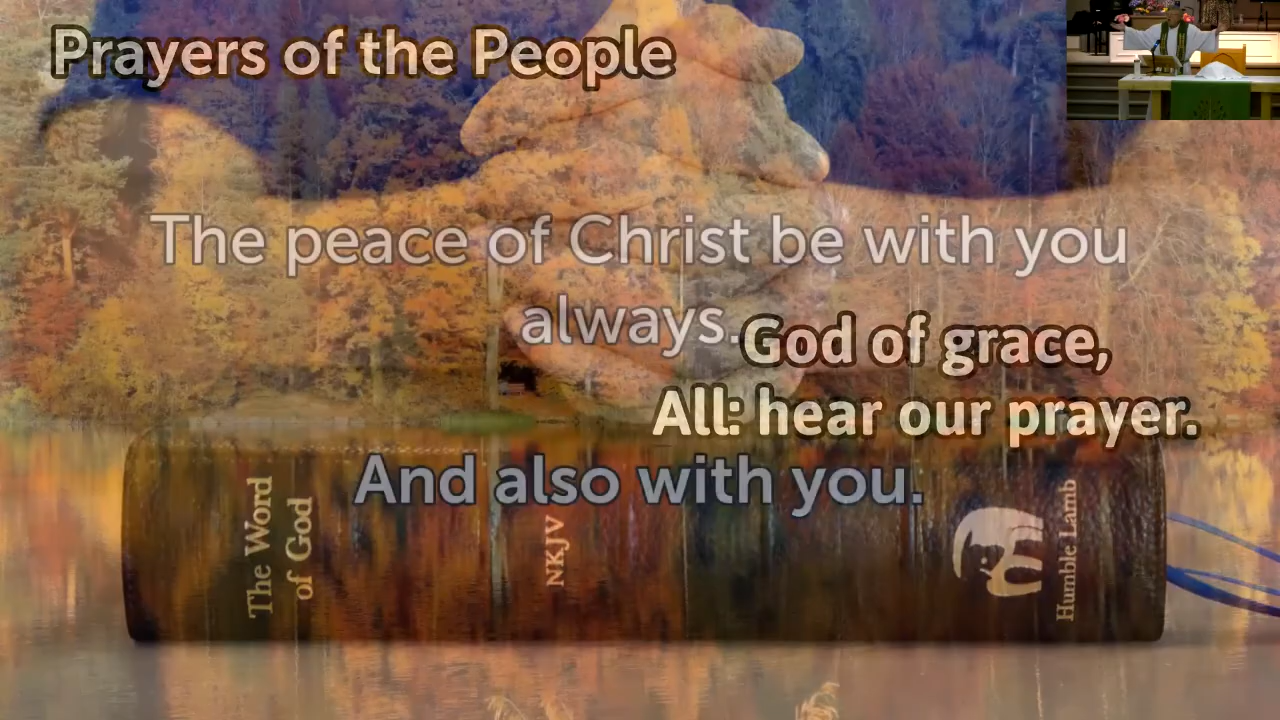 Prayers of the People
The peace of Christ be with you
always.
God of grace,
All: hear our prayer.
And also with you.
The Word
of God
NKJV
Humble Lamb